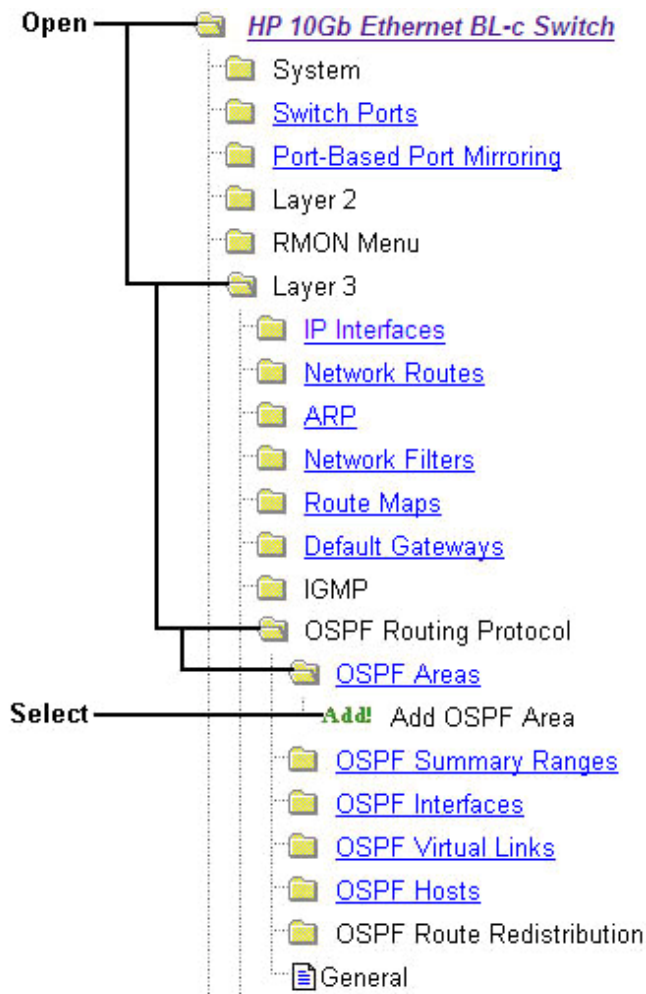 Open HP 10Gb Ethernet BL-c Switch
System
Switch Ports
Port-Based Port Mirroring
Layer 2
RMON Menu
Layer 3
IP Interfaces
Network Routes
ARP
Network Filters
Route Maps
Default Gateways
IGMP
OSPF Routing Protocol
OSPF Areas
Select Add! Add OSPF Area
OSPF Summary Ranges
OSPF Interfaces
OSPF Virtual Links
OSPF Hosts
OSPF Route Redistribution
General